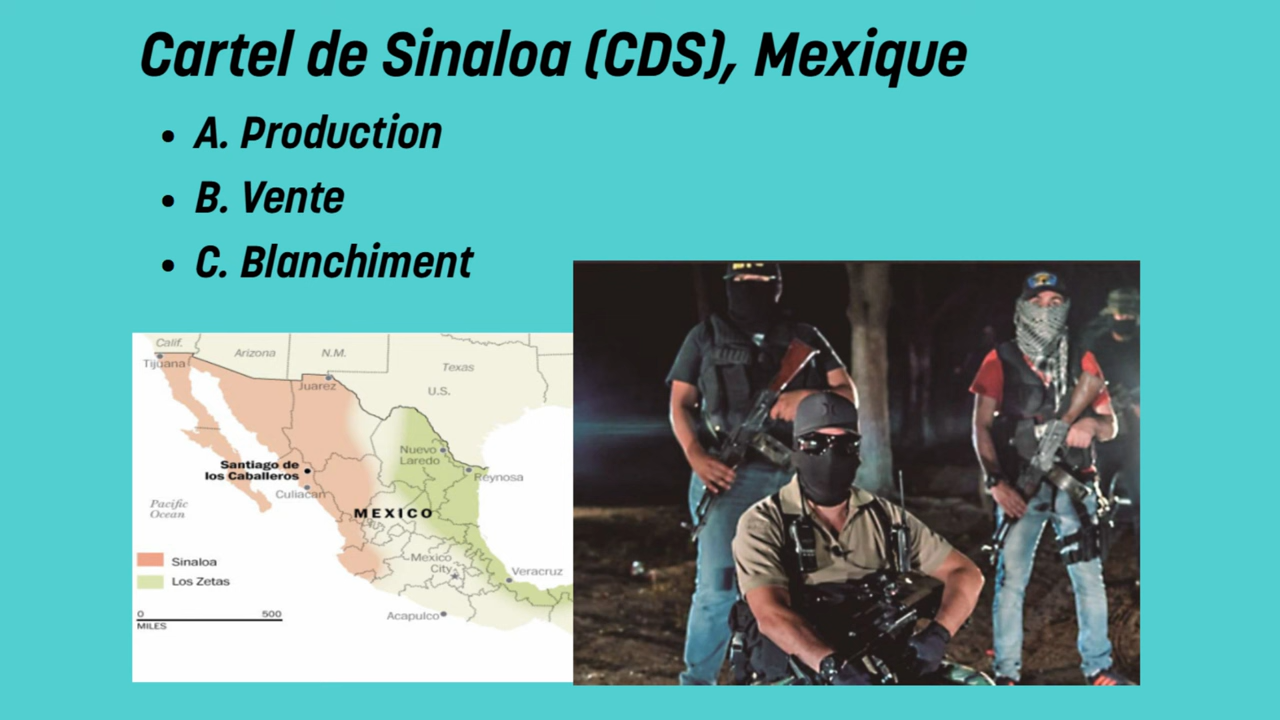 Cartel de Sinaloa (CDS), Mexique
• A. Production
• B. Vente
• C. Blanchiment
Calif.
Tijuana
Arizona
N.M.
Texas
Juarez
U.S.
Nuevo
Laredo
Reynosa
Santiago de
los Caballeros
Culiacan
Pacific
Ocean
MEXICO
Sinaloa
Los Zetas
Mexico
City
Veracruz
Acapulco
0 500
MILES